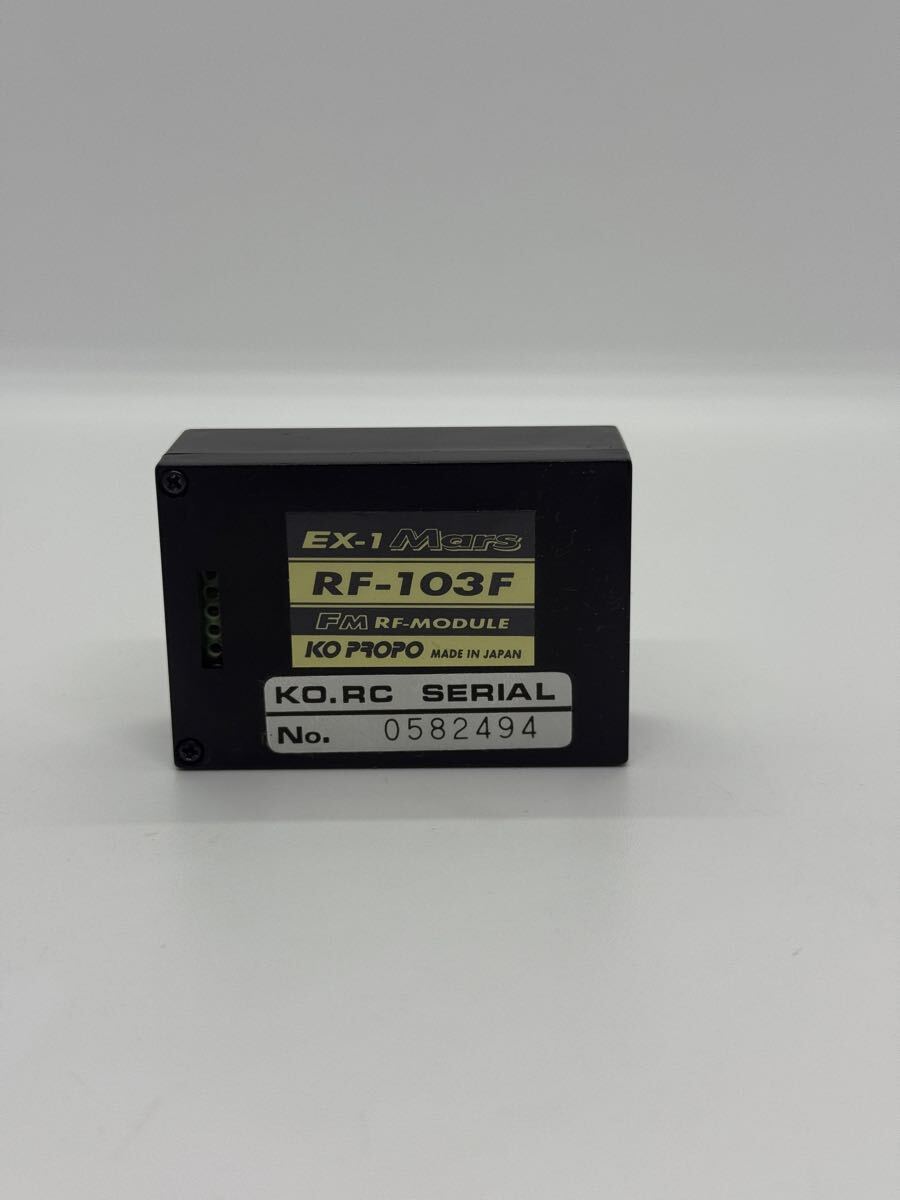 EX-1 Mars
RF-103F
FM RF-MODULE
KO PROPO MADE IN JAPAN
KO.RC SERIAL
No. 0582494